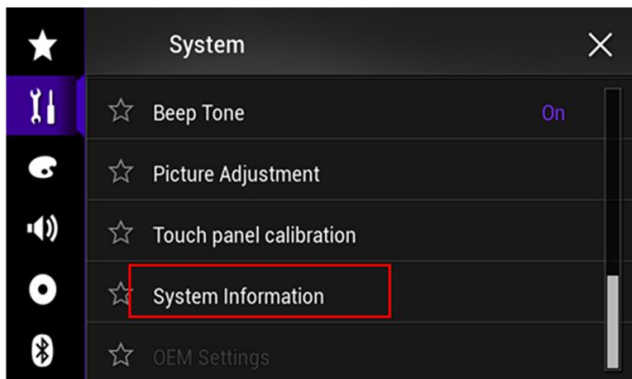 System
Beep Tone On
Picture Adjustment
Touch panel calibration
System Information
OEM Settings